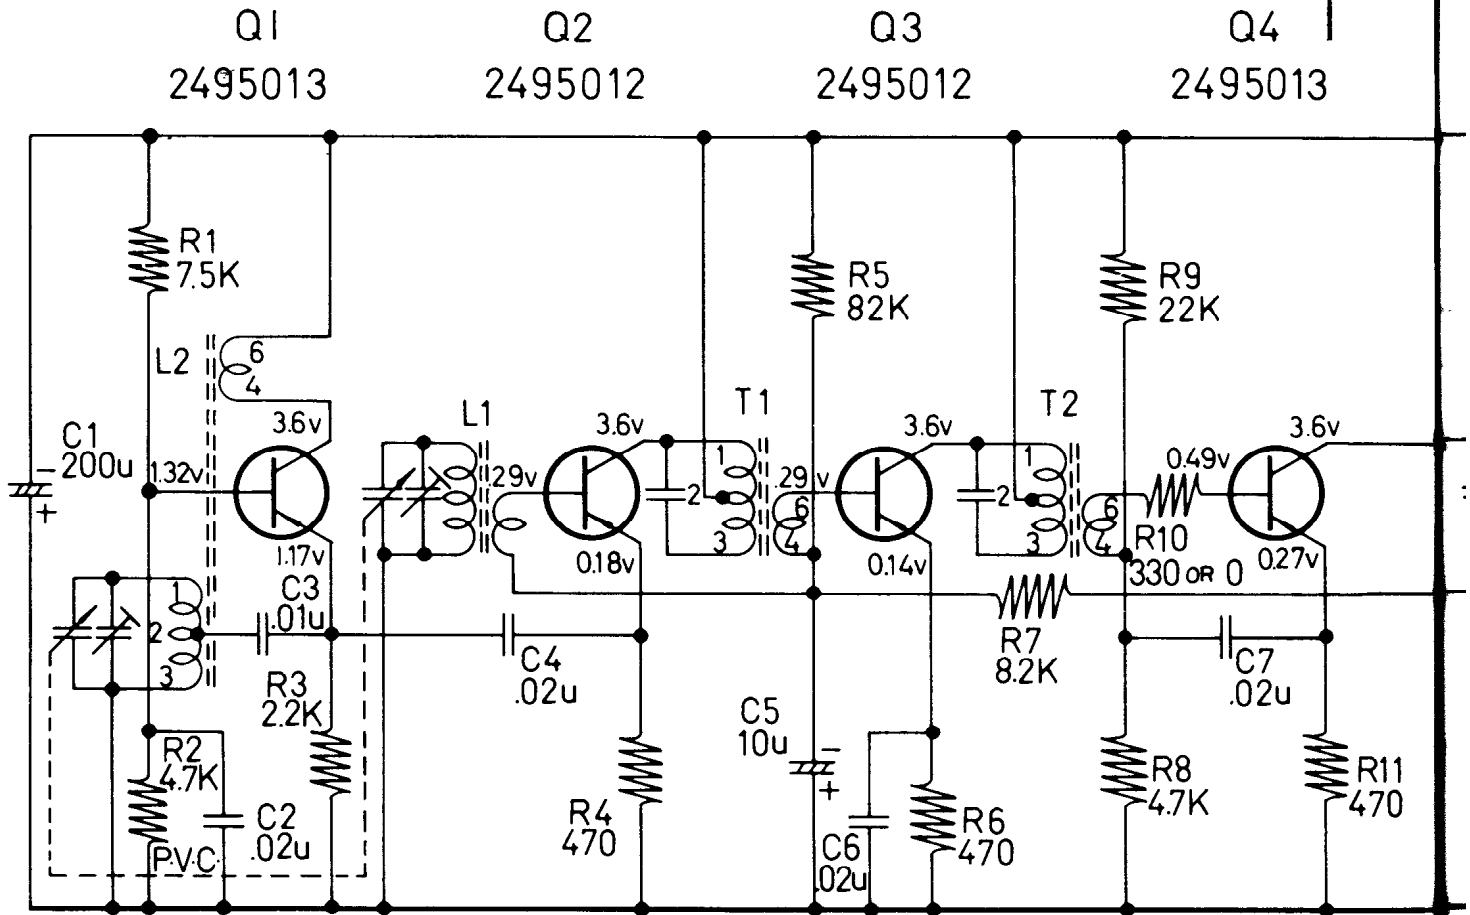 Q1 Q2 Q3 Q4
2495013 2495012 2495012 2495013
R1
7.5K
R5
82K
R9
22K
L2
6
4
C1
200u
-
+
1.32v
3.6v
1.17v
L1
.29v
3.6v
0.18v
T1
1
2
3
.29v
6
4
3.6v
0.14v
T2
1
2
3
6
4
0.49v
R10
330 OR 0
3.6v
0.27v
1
2
3
C3
.01u
R3
2.2K
C4
.02u
R7
8.2K
C7
.02u
R2
4.7K
P.V.C.
C2
.02u
R4
470
C5
10u
-
+
C6
.02u
R6
470
R8
4.7K
R11
470